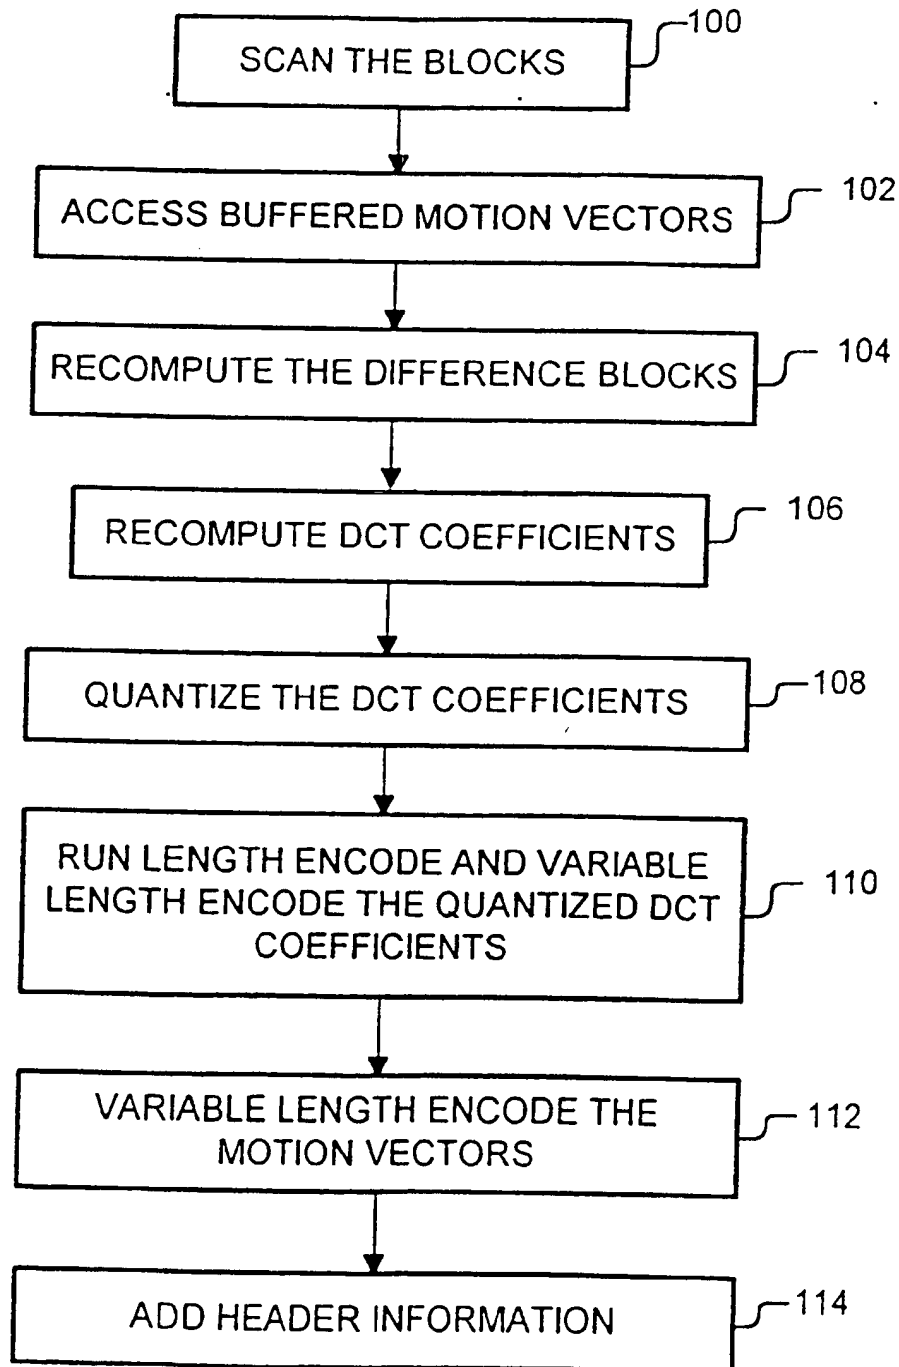 100
SCAN THE BLOCKS
102
ACCESS BUFFERED MOTION VECTORS
104
RECOMPUTE THE DIFFERENCE BLOCKS
106
RECOMPUTE DCT COEFFICIENTS
108
QUANTIZE THE DCT COEFFICIENTS
RUN LENGTH ENCODE AND VARIABLE
110
LENGTH ENCODE THE QUANTIZED DCT
COEFFICIENTS
VARIABLE LENGTH ENCODE THE
112
MOTION VECTORS
114
ADD HEADER INFORMATION